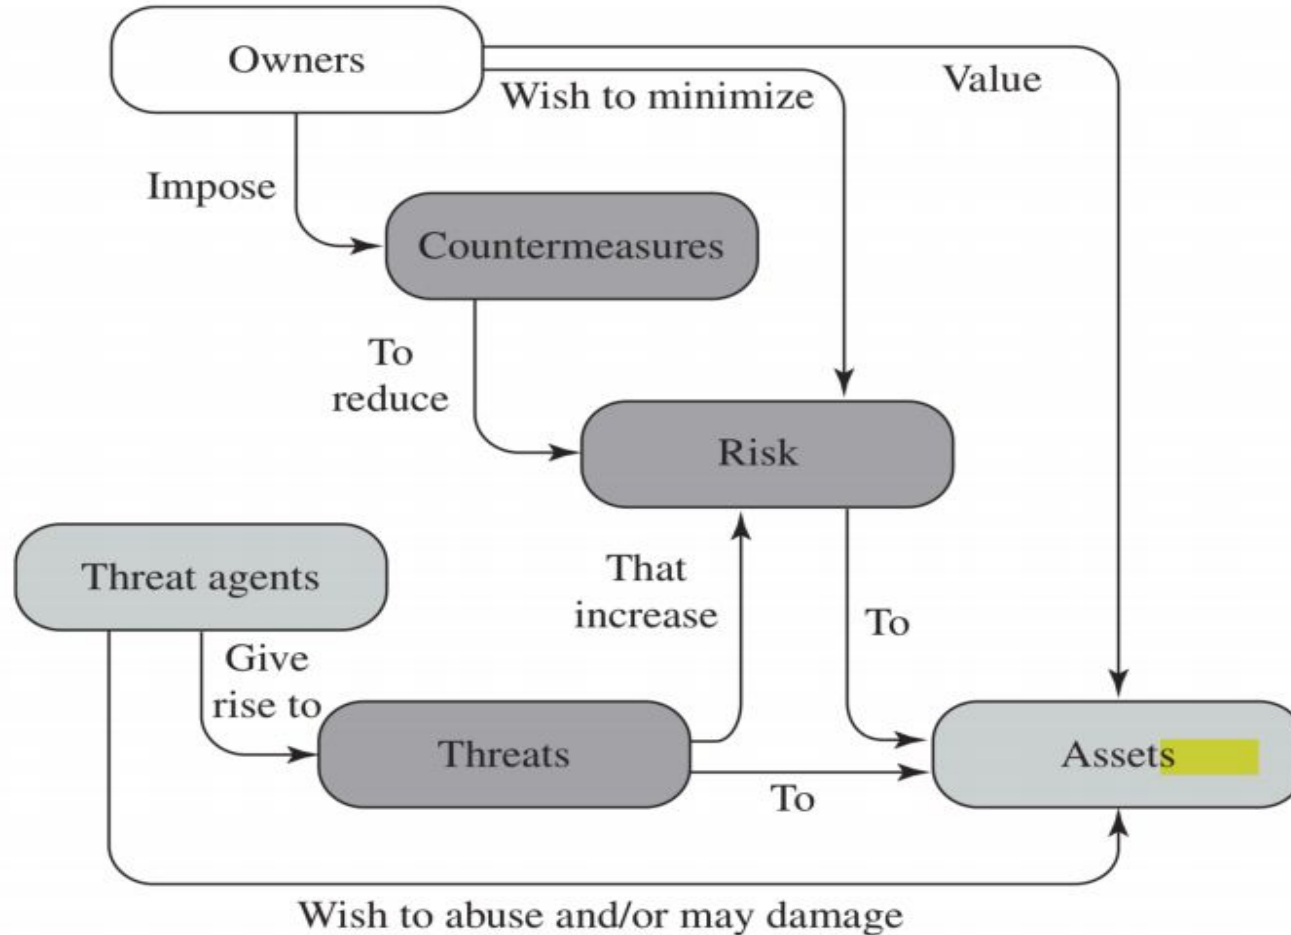 Owners
Value
Wish to minimize
Impose
Countermeasures
To
reduce
Risk
Threat agents
That
increase
To
Give
rise to
Threats
Assets
To
Wish to abuse and/or may damage